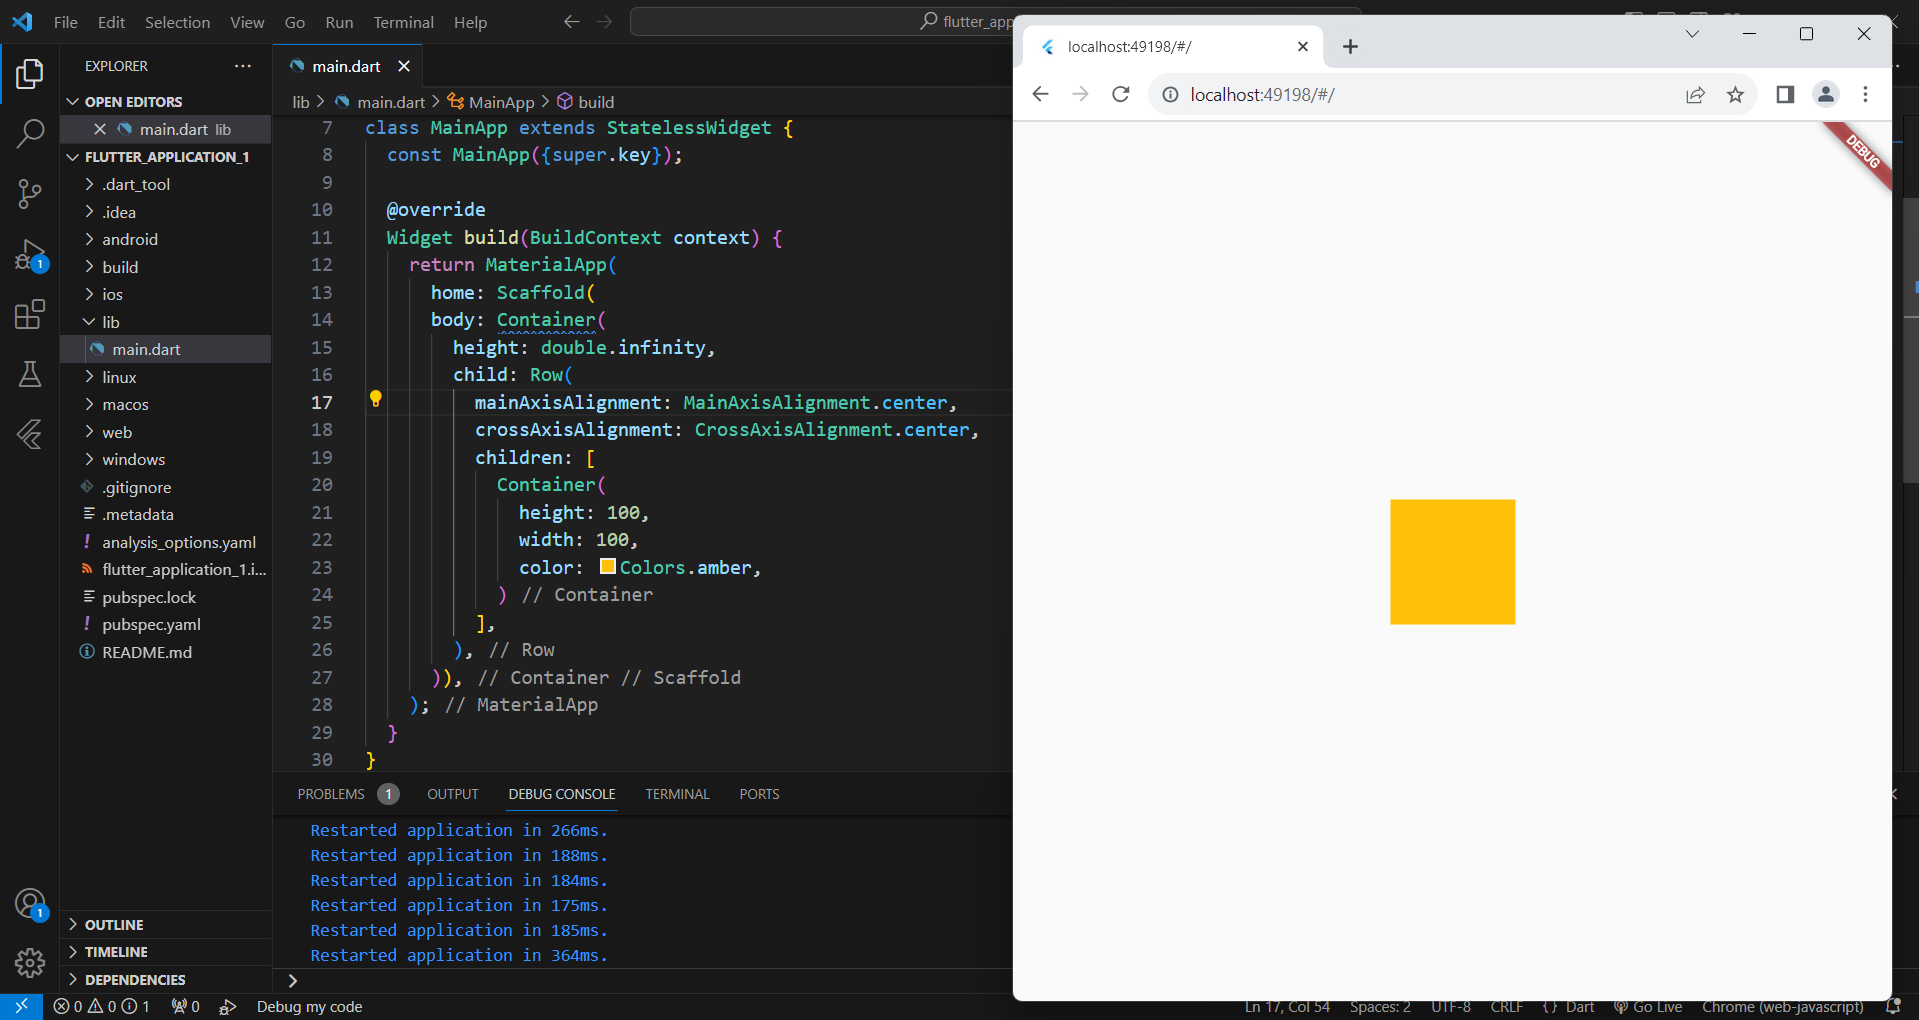 File Edit Selection View Go Run Terminal Help
flutter_app
EXPLORER
OPEN EDITORS
main.dart lib
FLUTTER_APPLICATION_1
.dart_tool
.idea
android
build
ios
lib
main.dart
linux
macos
web
windows
.gitignore
.metadata
analysis_options.yaml
flutter_application_1.i...
pubspec.lock
pubspec.yaml
README.md
OUTLINE
TIMELINE
DEPENDENCIES
1
1
main.dart
lib > main.dart > MainApp > build
7 class MainApp extends StatelessWidget {
8 const MainApp({super.key});
9
10 @override
11 Widget build(BuildContext context) {
12 return MaterialApp(
13 home: Scaffold(
14 body: Container(
15 height: double.infinity,
16 child: Row(
17 mainAxisAlignment: MainAxisAlignment.center,
18 crossAxisAlignment: CrossAxisAlignment.center,
19 children: [
20 Container(
21 height: 100,
22 width: 100,
23 color: Colors.amber,
24 ) // Container
25 ],
26 ), // Row
27 )), // Container // Scaffold
28 ); // MaterialApp
29 }
30 }
PROBLEMS 1 OUTPUT DEBUG CONSOLE TERMINAL PORTS
Restarted application in 266ms.
Restarted application in 188ms.
Restarted application in 184ms.
Restarted application in 175ms.
Restarted application in 185ms.
Restarted application in 364ms.
>
localhost:49198/#/
localhost:49198/#/
DEBUG
0 0 1 0 Debug my code
Ln 17, Col 54 Spaces: 2 UTF-8 CRLF {} Dart Go Live Chrome (web-javascript)